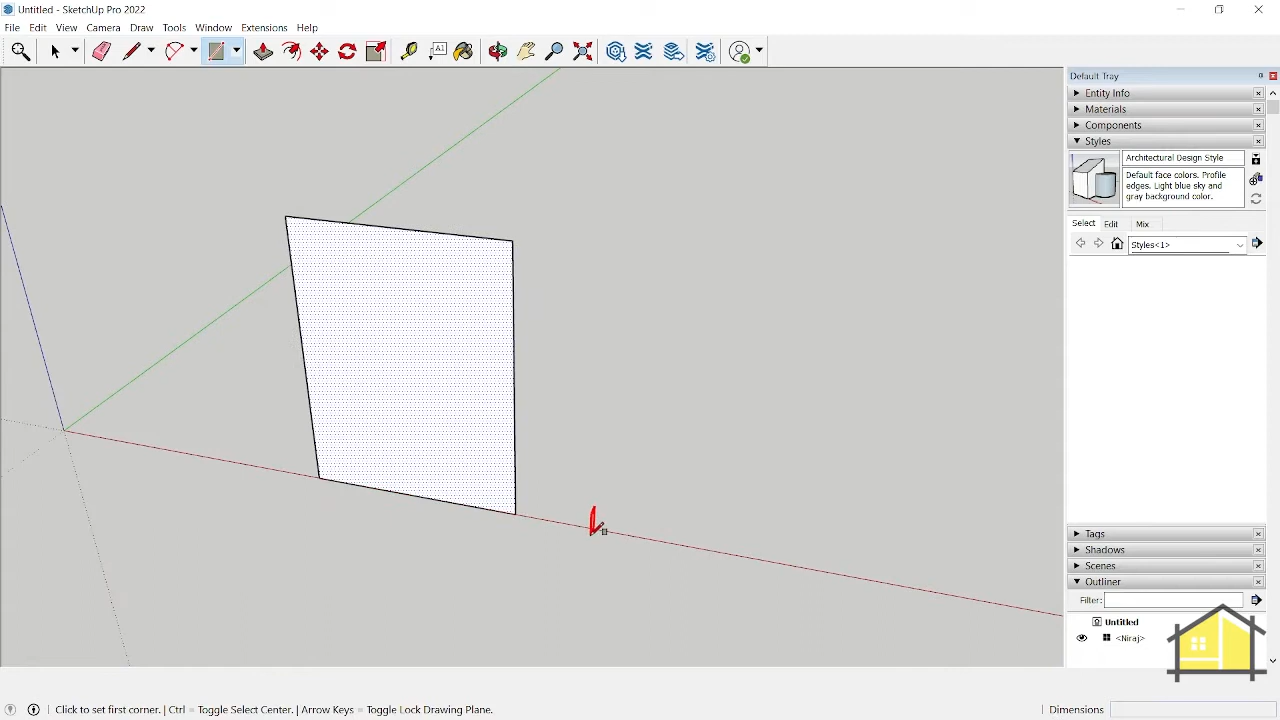 Untitled - SketchUp Pro 2022
File Edit View Camera Draw Tools Window Extensions Help
A1
Default Tray
Entity Info
Materials
Components
Styles
Architectural Design Style
Default face colors. Profile
edges. Light blue sky and
gray background color.
Select Edit Mix
Styles<1>
Tags
Shadows
Scenes
Outliner
Filter:
Untitled
<Niraj>
Click to set first corner. | Ctrl = Toggle Select Center. | Arrow Keys = Toggle Lock Drawing Plane.
Dimensions